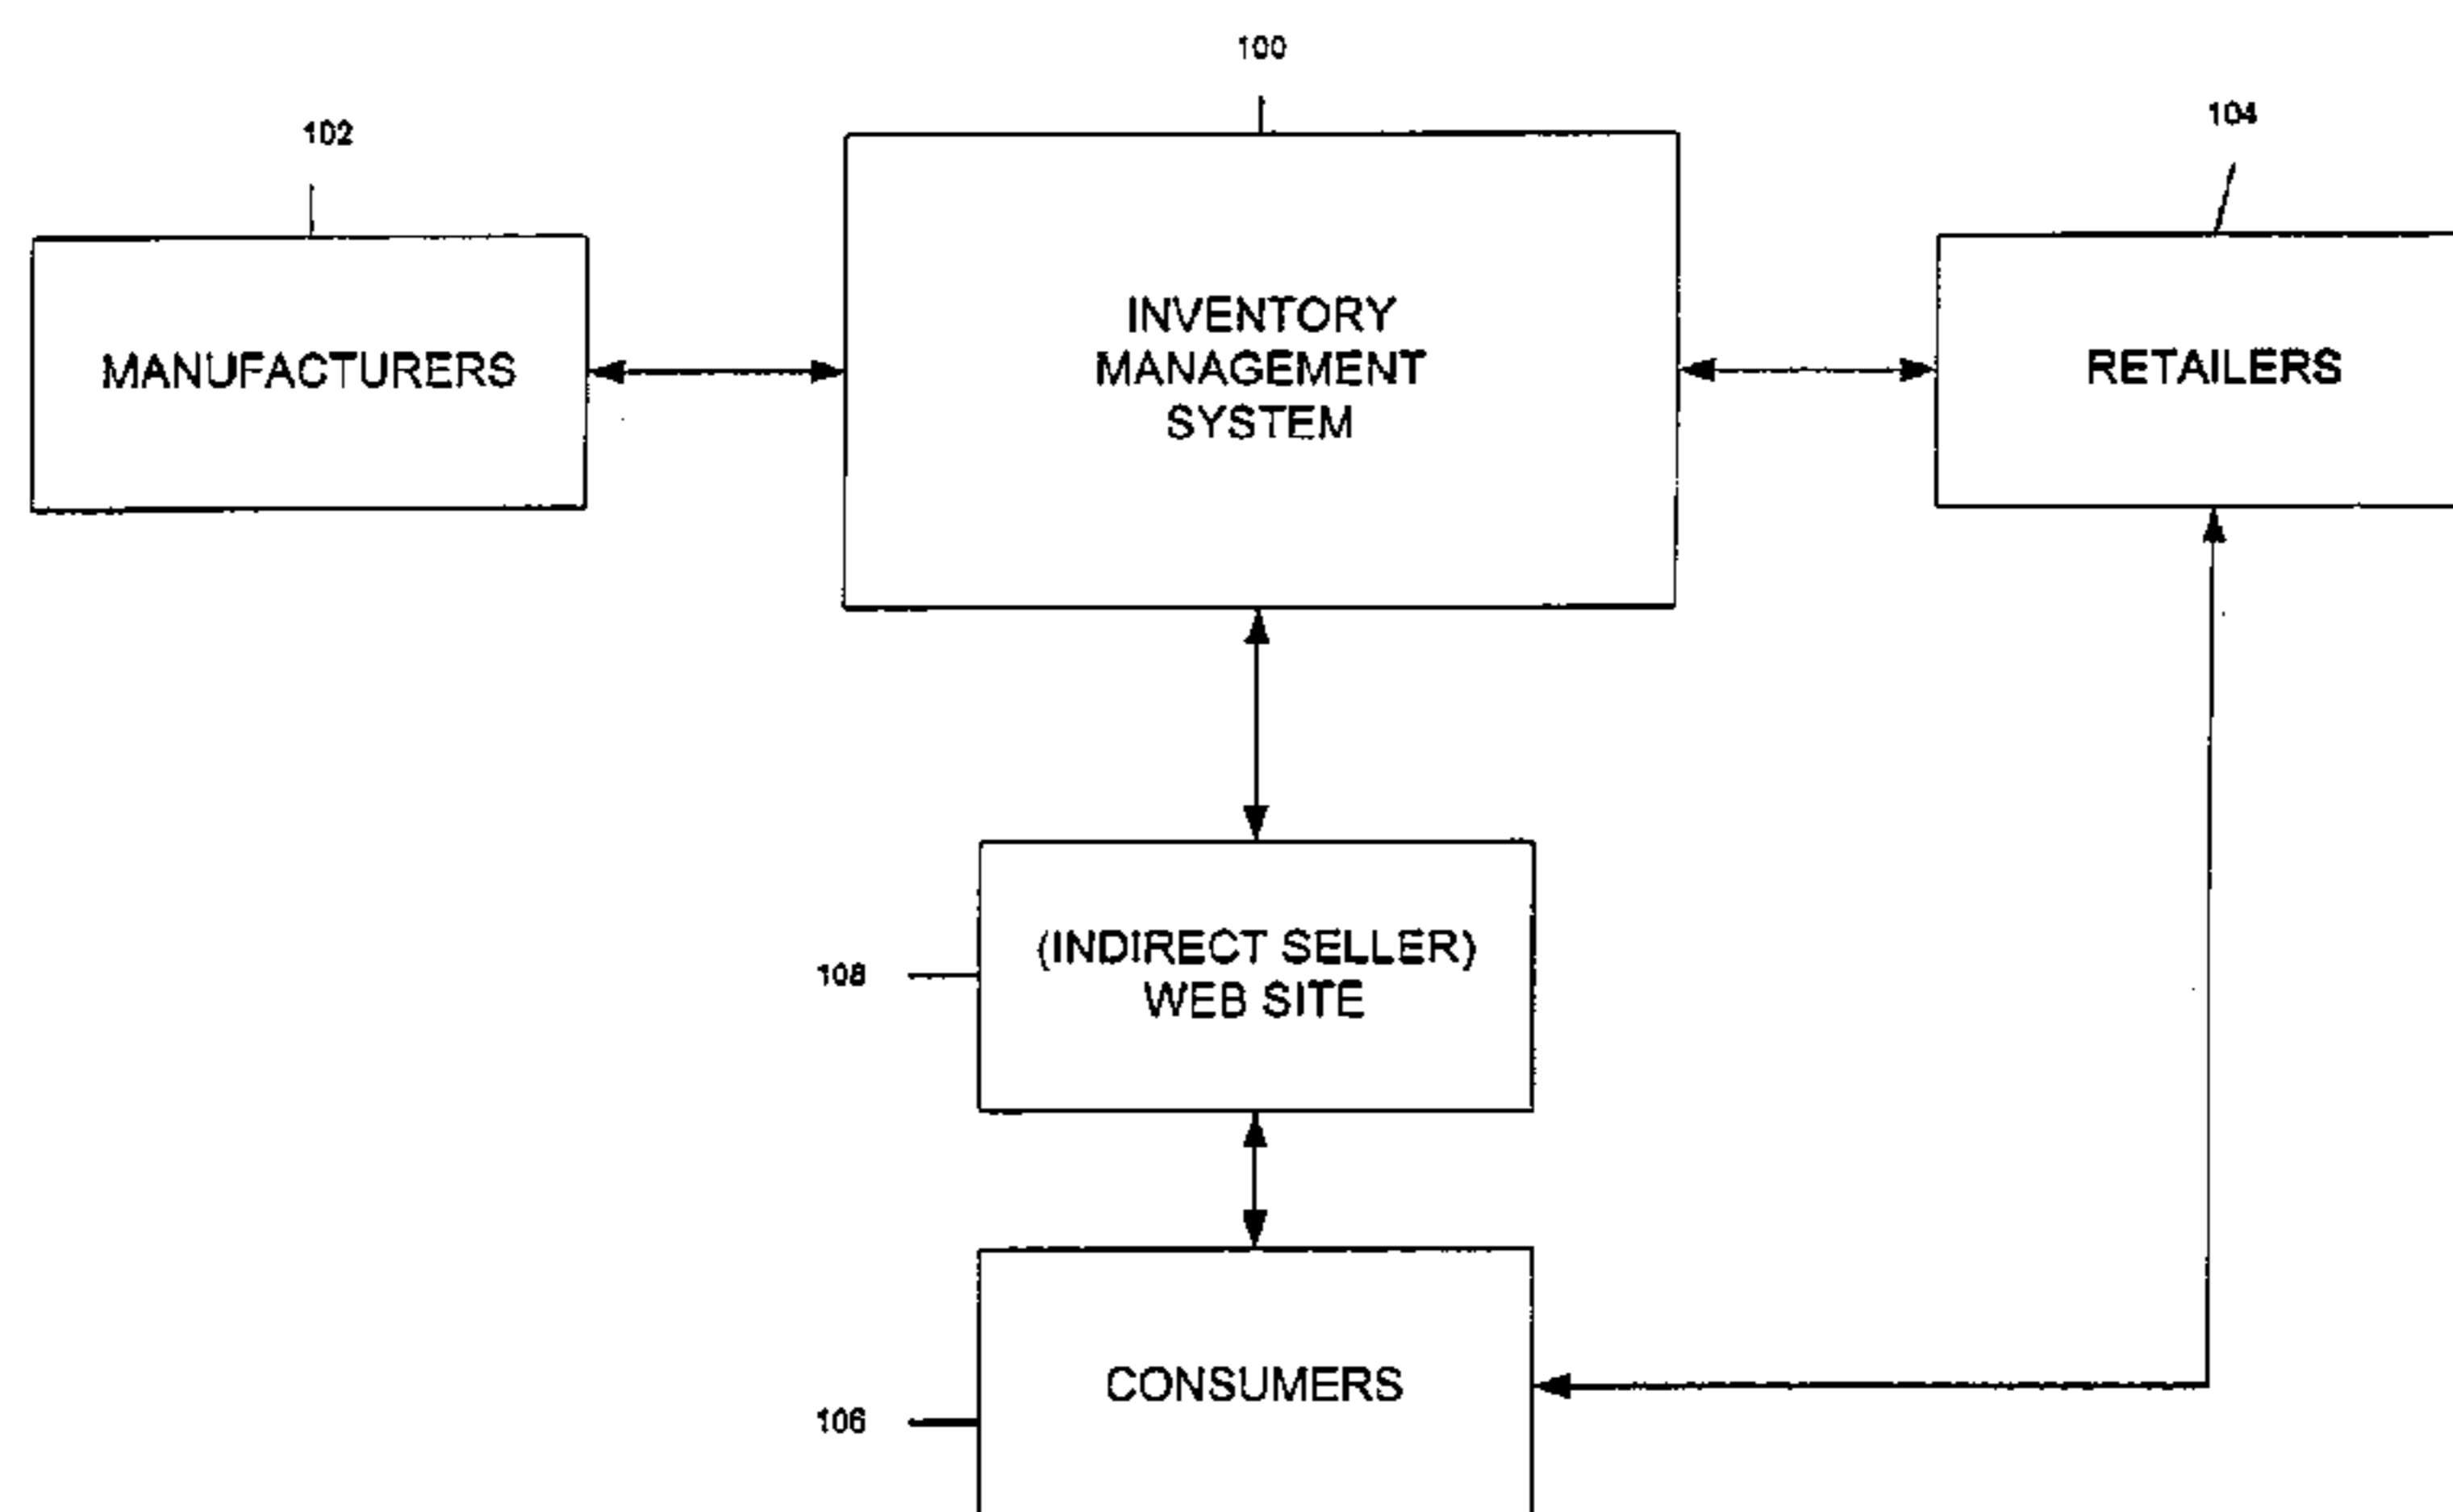 100
102
104
INVENTORY
MANAGEMENT
SYSTEM
MANUFACTURERS
RETAILERS
(INDIRECT SELLER)
WEB SITE
108
CONSUMERS
106